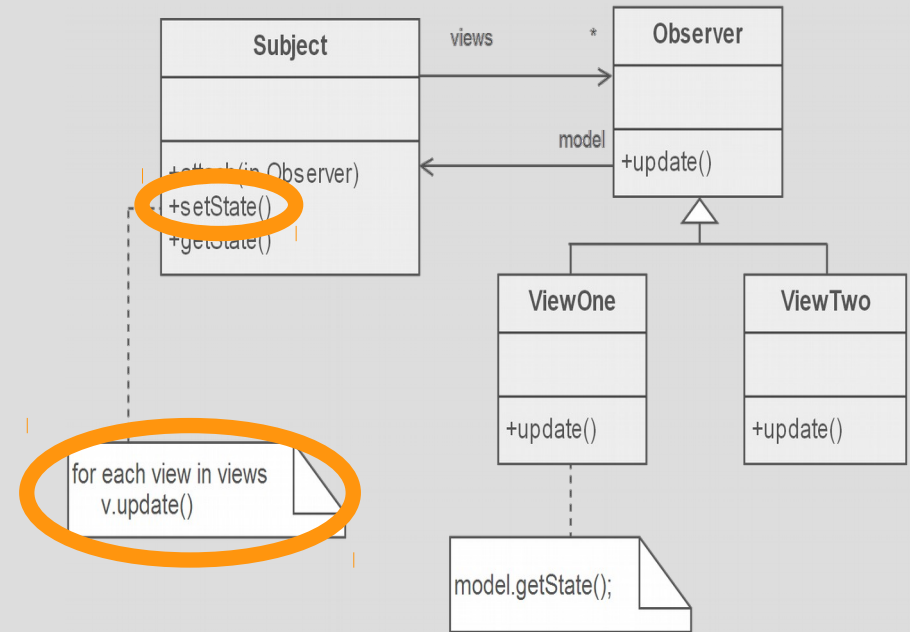 Subject
views
*
Observer
model
+attach(in Observer)
+setState()
+getState()
+update()
ViewOne
ViewTwo
+update()
+update()
for each view in views
v.update()
model.getState();